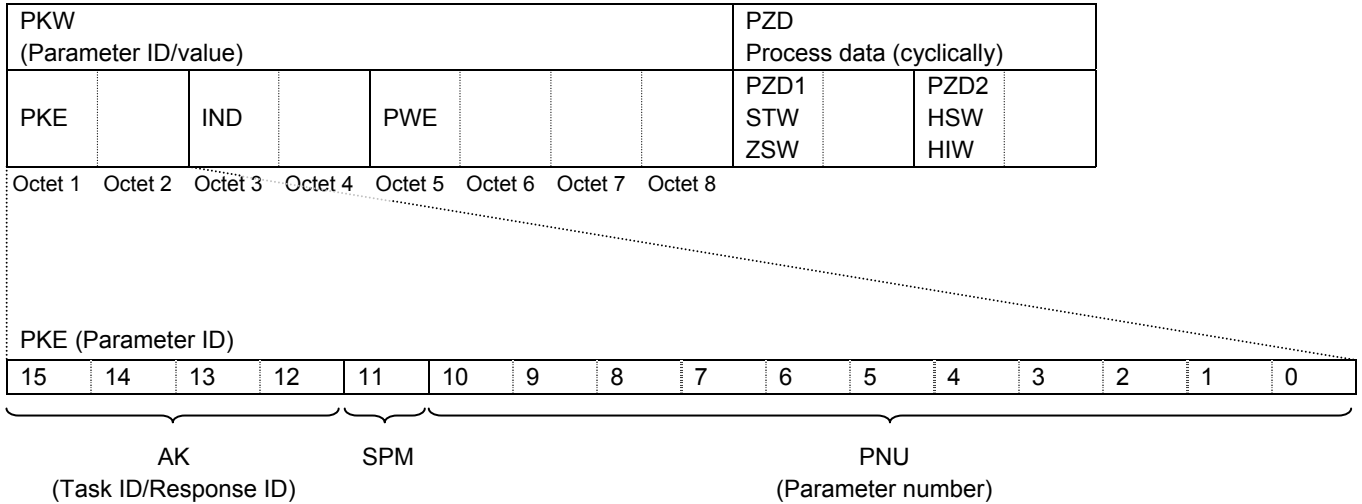 PKW
(Parameter ID/value)
PZD
Process data (cyclically)
PKE
IND
PWE
PZD1
STW
ZSW
PZD2
HSW
HIW
Octet 1 Octet 2 Octet 3 Octet 4 Octet 5 Octet 6 Octet 7 Octet 8
PKE (Parameter ID)
15 14 13 12 11 10 9 8 7 6 5 4 3 2 1 0
AK
(Task ID/Response ID)
SPM
PNU
(Parameter number)